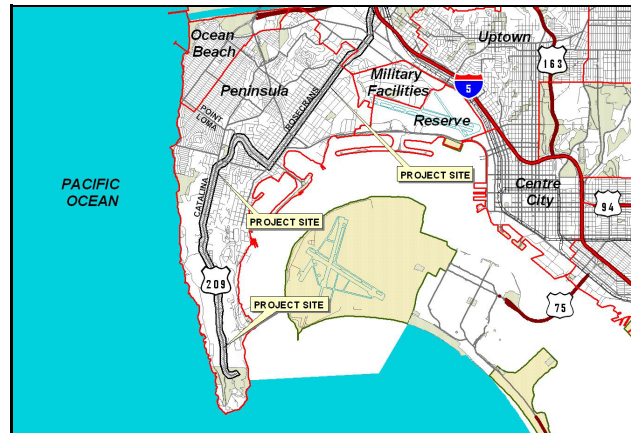 Ocean
Beach
Uptown
163
Peninsula
Military
Facilities
5
POINT
LOMA
ROSECRANS
Reserve
PROJECT SITE
PACIFIC
OCEAN
CATALINA
Centre
City
94
PROJECT SITE
209
PROJECT SITE
75